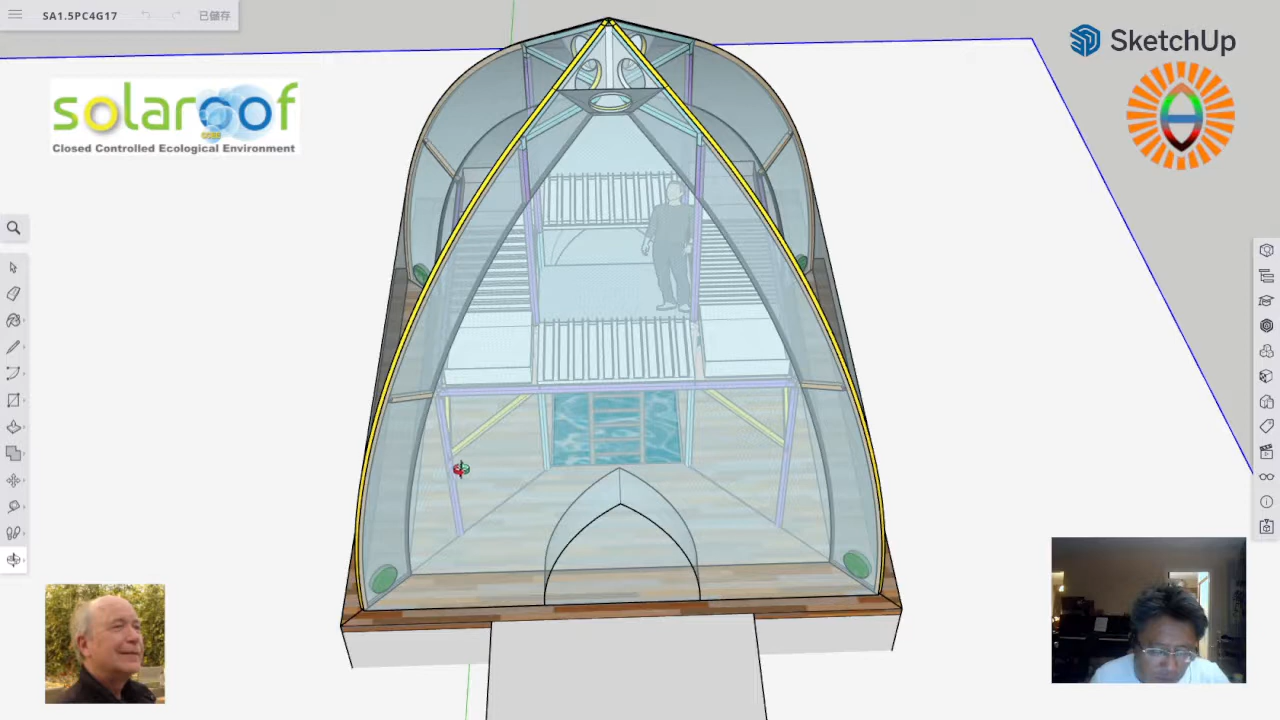 SA1.5PC4G17
已儲存
SketchUp
solaroof
Closed Controlled Ecological Environment